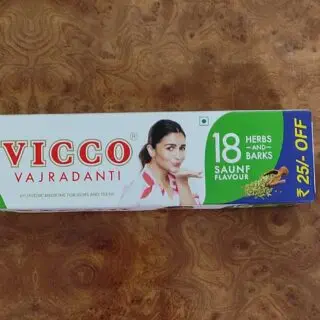 VICCO®
VAJRADANTI
AYURVEDIC MEDICINE FOR GUMS AND TEETH
18 HERBS
AND
BARKS
SAUNF
FLAVOUR
₹ 25/- OFF